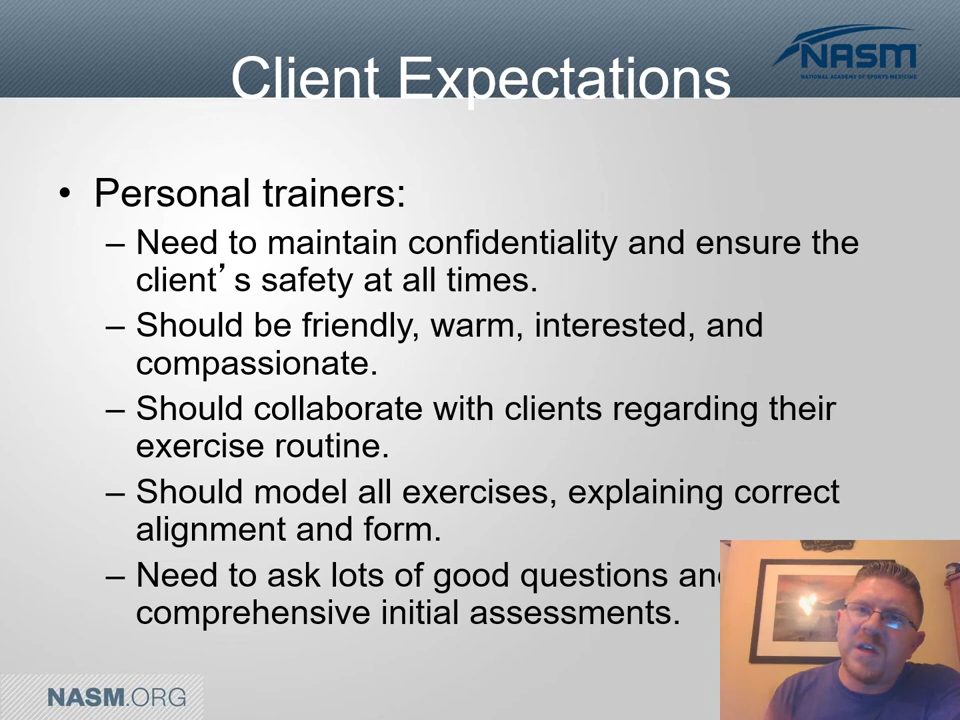 Client Expectations
NASM
NATIONAL ACADEMY OF SPORTS MEDICINE
• Personal trainers:
– Need to maintain confidentiality and ensure the
client’s safety at all times.
– Should be friendly, warm, interested, and
compassionate.
– Should collaborate with clients regarding their
exercise routine.
– Should model all exercises, explaining correct
alignment and form.
– Need to ask lots of good questions
comprehensive initial assessments.
NASM.ORG